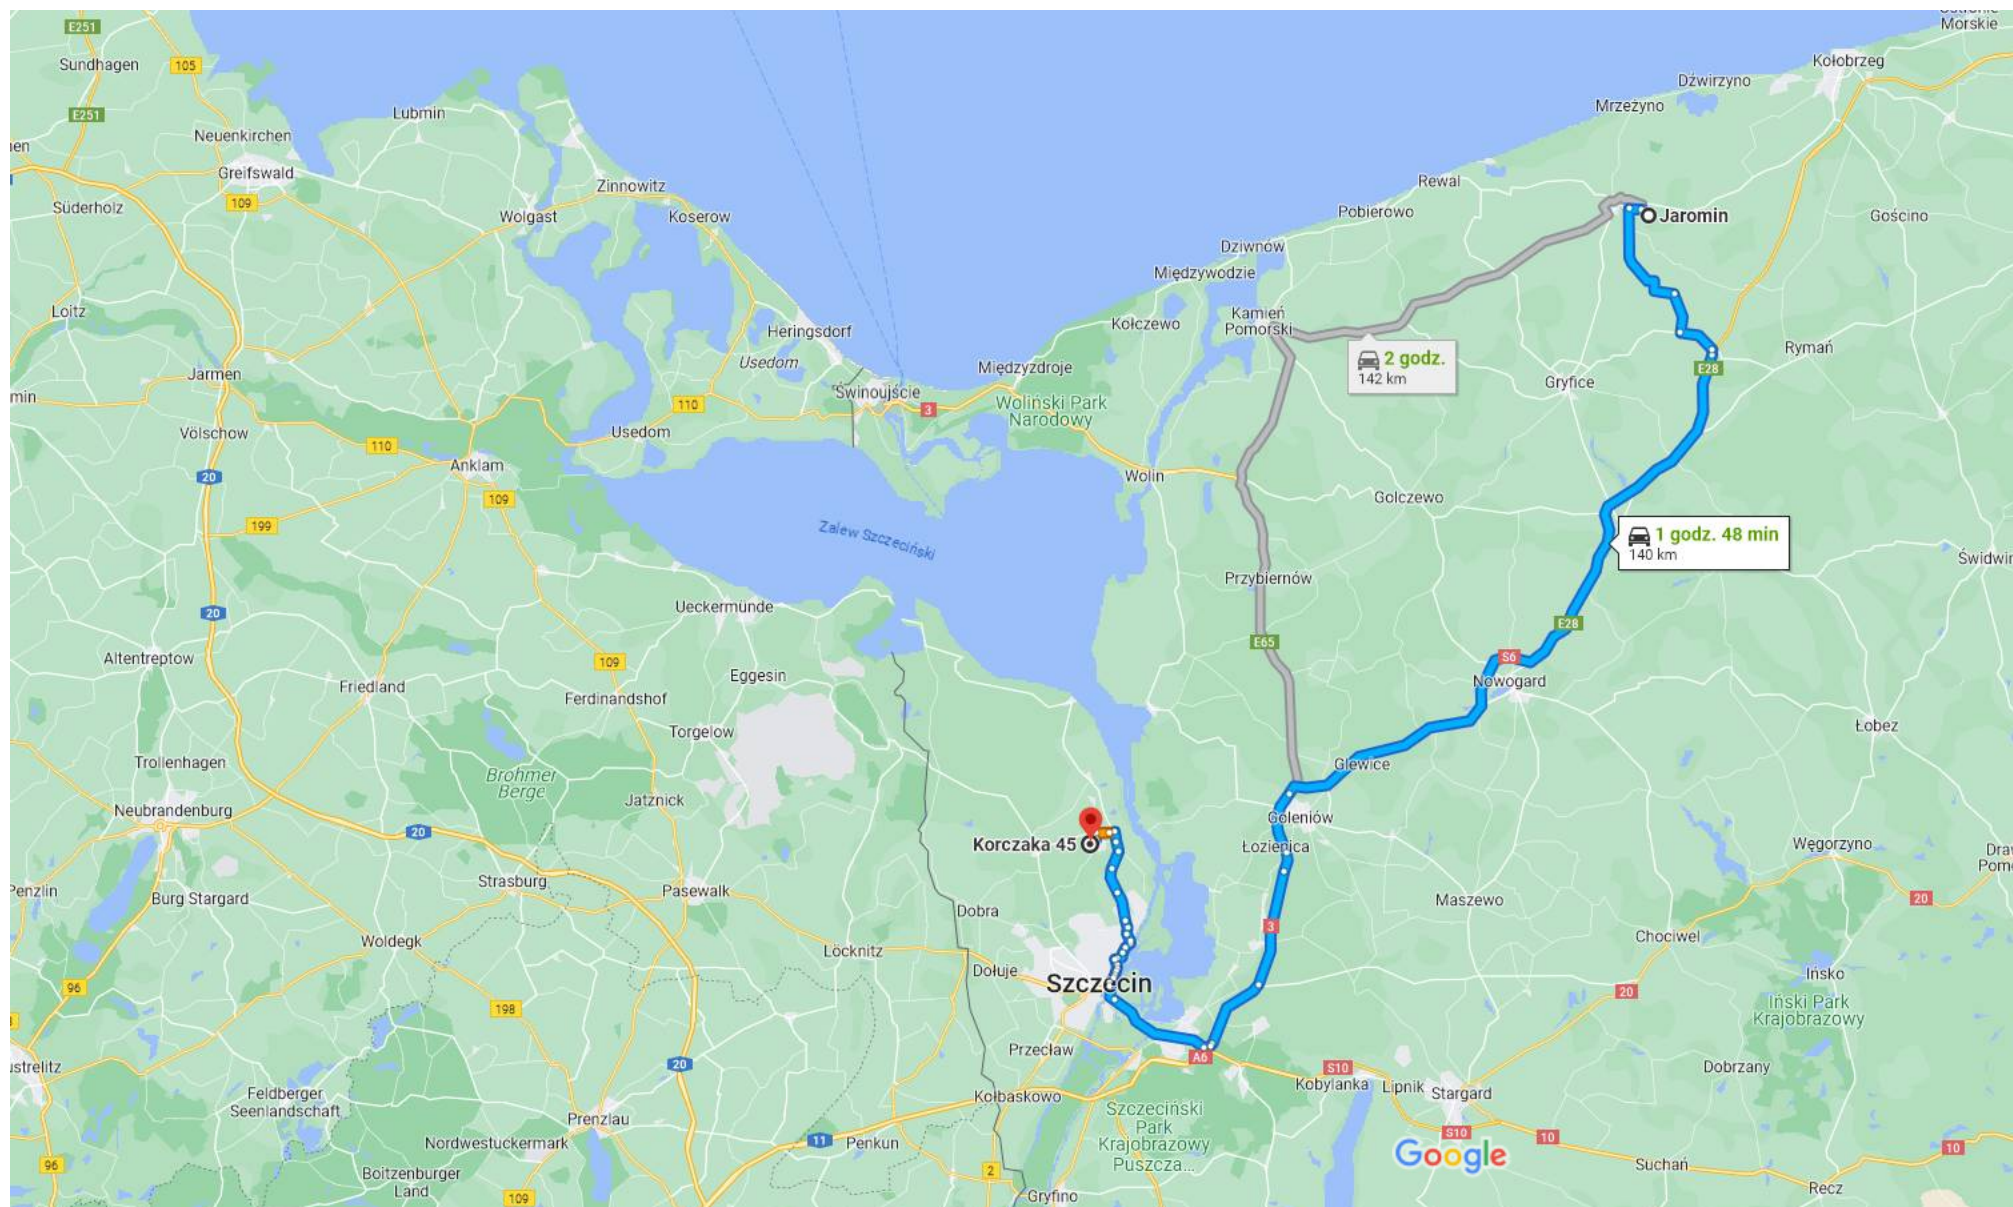 E251
Sundhagen
105
E251
Lubmin
Neuenkirchen
Greifswald
109
Süderholz
Zinnowitz
Wolgast
Koserow
Morskie
Kołobrzeg
Dźwirzyno
Mrzeżyno
Rewal
Pobierowo
Jaromin
Gościno
Dziwnów
Międzywodzie
Loitz
Kamień
Pomorski
Kołczewo
Heringsdorf
Usedom
Jarmen
Międzyzdroje
2 godz.
142 km
Rymań
E28
Gryfice
min
Świnoujście
110
3
Woliński Park
Narodowy
Völschow
110
Usedom
Anklam
20
109
Wolin
Golczewo
199
Zalew Szczeciński
1 godz. 48 min
140 km
Przybiernów
20
Ueckermünde
E28
E65
Altentreptow
109
Eggesin
S6
Nowogard
Friedland
Ferdinandshof
Torgelow
Łobez
Trollenhagen
Brohmer
Berge
Glewice
Jatznick
Neubrandenburg
20
Goleniów
Korczaka 45
Łozienica
Węgorzyno
Penzlin
Strasburg
Pasewalk
Burg Stargard
Dobra
Maszewo
20
3
Woldegk
Löcknitz
Chociwel
Dołuje
Szczecin
Ińsko
96
198
20
Iński Park
Krajobrazowy
Przecław
A6
20
S10
Kobylanka
Lipnik
Stargard
Dobrzany
Feldberger
Seenlandschaft
Kołbaskowo
Prenzlau
Szczeciński
Park
Krajobrazowy
Puszcza...
Nordwestuckermark
11
Penkun
S10
10
10
Google
96
Boitzenburger
Land
2
Suchań
109
Gryfino
Recz